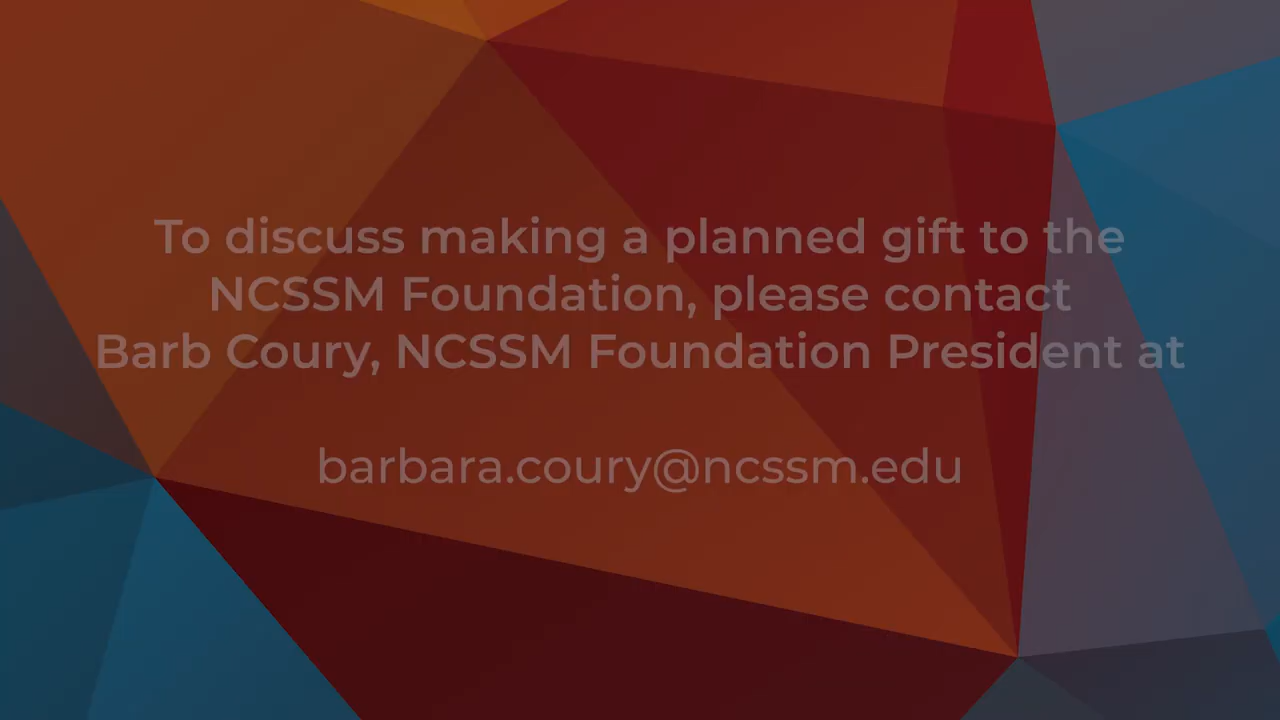 To discuss making a planned gift to the
NCSSM Foundation, please contact
Barb Coury, NCSSM Foundation President at
barbara.coury@ncssm.edu